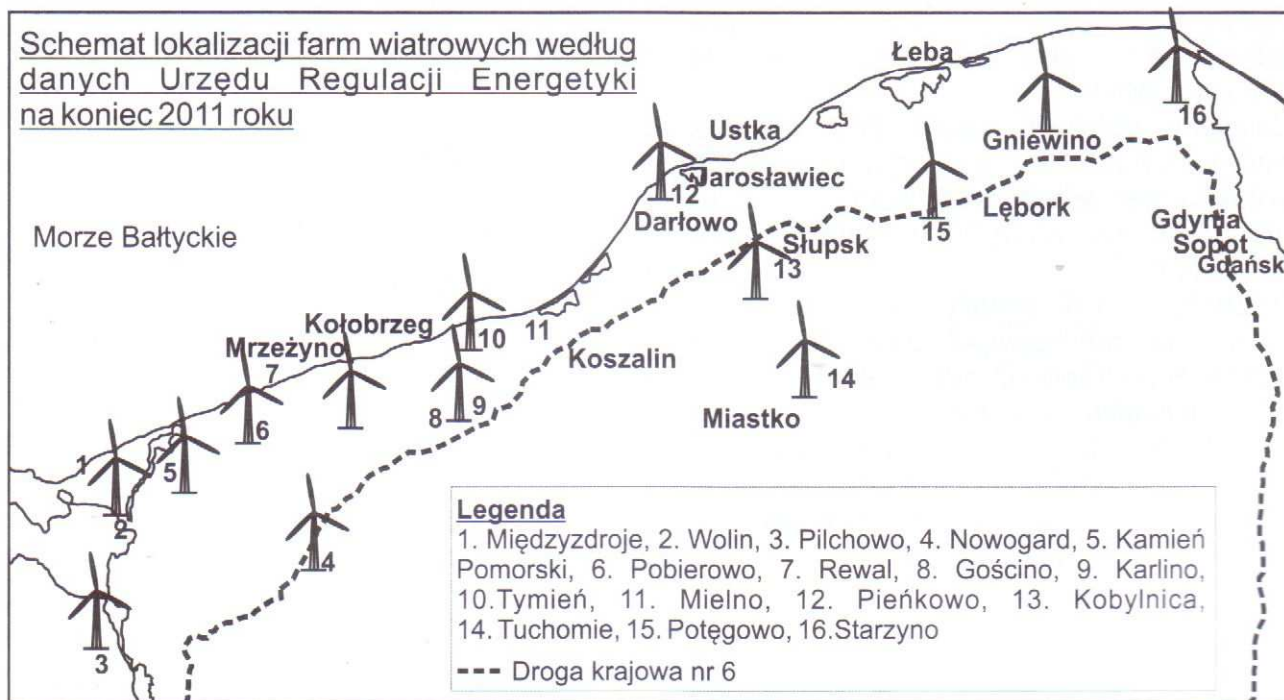 Schemat lokalizacji farm wiatrowych według
danych Urzędu Regulacji Energetyki
na koniec 2011 roku
Morze Bałtyckie
Łeba
16
Ustka
Gniewino
12
Jarosławiec
Darłowo
Lębork
15
Słupsk
13
Gdynia
Sopot
Gdańsk
Kołobrzeg
10
11
Mrzeżyno
7
Koszalin
14
8
9
6
Miastko
1
5
2
4
3
Legenda
1. Międzyzdroje, 2. Wolin, 3. Pilchowo, 4. Nowogard, 5. Kamień
Pomorski, 6. Pobierowo, 7. Rewal, 8. Gościno, 9. Karlino,
10.Tymień, 11. Mielno, 12. Pieńkowo, 13. Kobylnica,
14. Tuchomie, 15. Potęgowo, 16.Starzyno
Droga krajowa nr 6